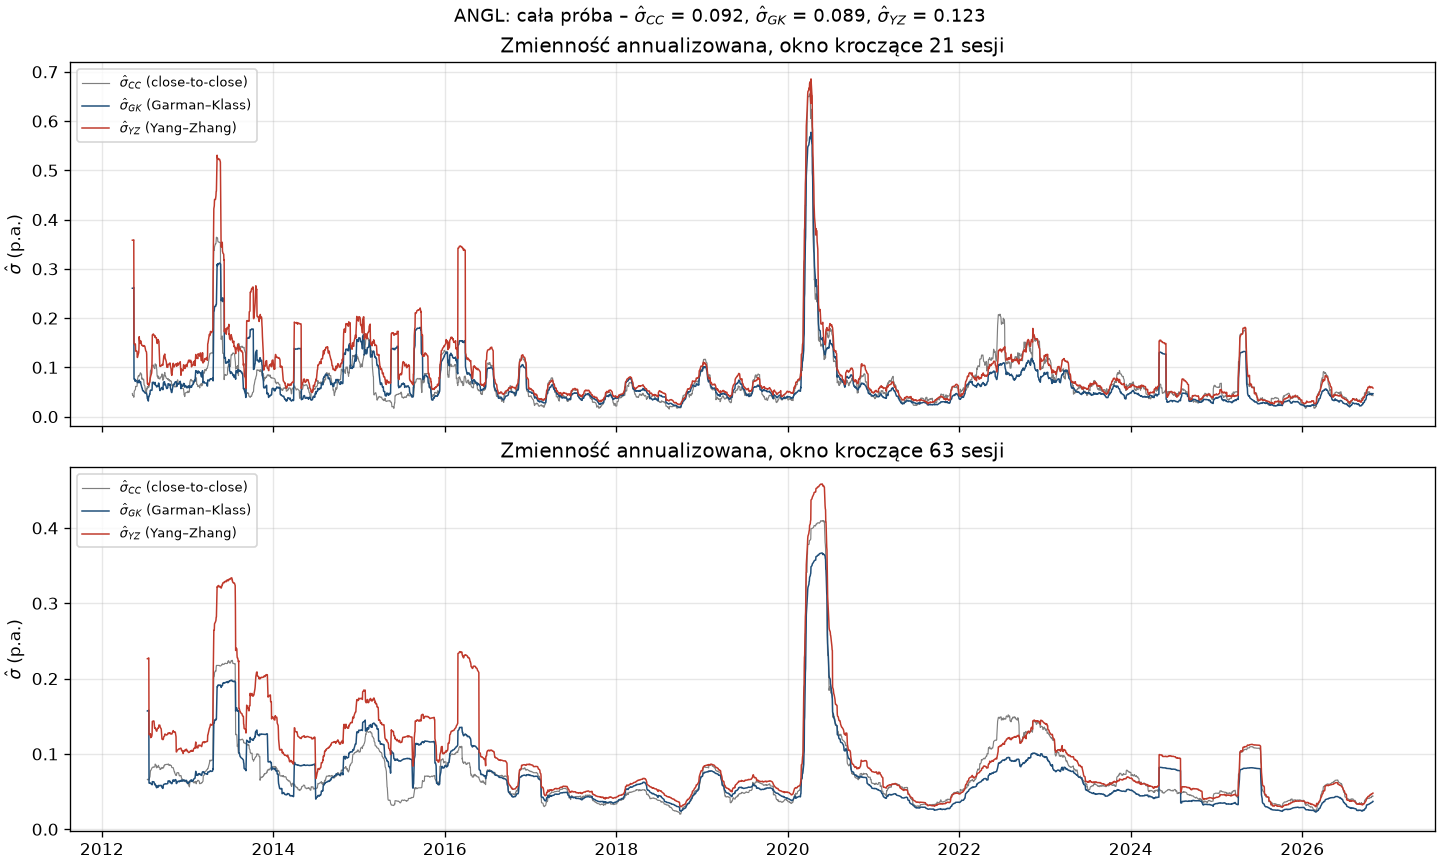 ANGL: cała próba – σ̂CC = 0.092, σ̂GK = 0.089, σ̂YZ = 0.123
Zmienność annualizowana, okno kroczące 21 sesji
σ̂CC (close-to-close)
σ̂GK (Garman–Klass)
σ̂YZ (Yang–Zhang)
0.7
0.6
0.5
0.4
0.3
0.2
0.1
0.0
σ̂ (p.a.)
Zmienność annualizowana, okno kroczące 63 sesji
σ̂CC (close-to-close)
σ̂GK (Garman–Klass)
σ̂YZ (Yang–Zhang)
0.4
0.3
0.2
0.1
0.0
σ̂ (p.a.)
2012 2014 2016 2018 2020 2022 2024 2026